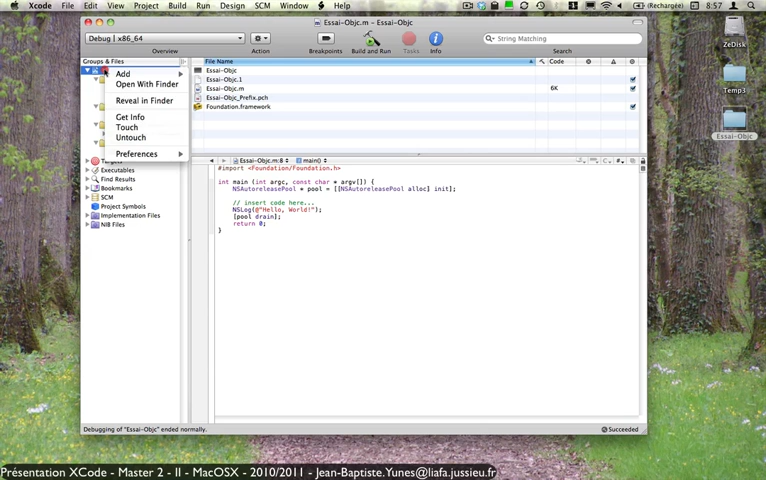 Xcode File Edit View Project Build Run Design SCM Window Help (Rechargée) 8:57
Essai-Objc.m – Essai-Objc
Debug | x86_64
String Matching
Overview Action Breakpoints Build and Run Tasks Info Search
Groups & Files
Add
Open With Finder
Reveal in Finder
Get Info
Touch
Untouch
Preferences
Targets
Executables
Find Results
Bookmarks
SCM
Project Symbols
Implementation Files
NIB Files
File Name Code
Essai-Objc
Essai-Objc.1
Essai-Objc.m 6K
Essai-Objc_Prefix.pch
Foundation.framework
Essai-Objc.m:8 main()
#import <Foundation/Foundation.h>
int main (int argc, const char * argv[]) {
NSAutoreleasePool * pool = [[NSAutoreleasePool alloc] init];
// insert code here...
NSLog(@"Hello, World!");
[pool drain];
return 0;
}
Debugging of "Essai-Objc" ended normally.
Succeeded
ZeDisk
Temp3
Essai-Objc
Présentation XCode - Master 2 - II - MacOSX - 2010/2011 - Jean-Baptiste.Yunes@liafa.jussieu.fr